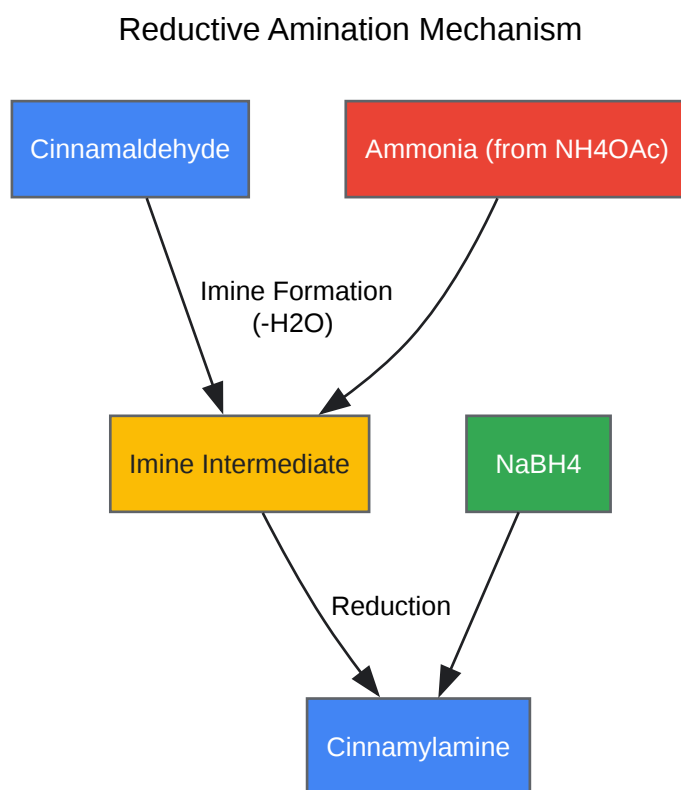 Reductive Amination Mechanism
Cinnamaldehyde
Ammonia (from NH4OAc)
Imine Formation
(-H2O)
Imine Intermediate
NaBH4
Reduction
Cinnamylamine